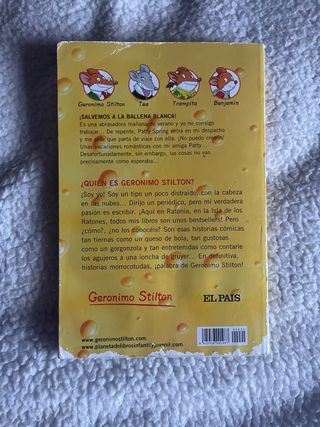 Geronimo Stilton
Tea
Trampita
Benjamín
¡SALVEMOS A LA BALLENA BLANCA!
Es una abrasadora mañana de verano y yo no consigo
trabajar... De repente, Patty Spring entra en mi despacho
y me dice que parta de viaje con ella. ¡No puedo creerlo!
Unas vacaciones románticas con mi amiga Patty...
Desafortunadamente, sin embargo, las cosas no van
precisamente como esperaba...
¿QUIÉN ES GERONIMO STILTON?
¡Soy yo! Soy un tipo un poco distraído, con la cabeza
en las nubes... Dirijo un periódico, pero mi verdadera
pasión es escribir. ¡Aquí en Ratonia, en la Isla de los
Ratones, todos mis libros son unos bestsellers! Pero
¿cómo?, ¿no los conocéis? Son esas historias cómicas
tan tiernas como un queso de bola, tan gustosas
como un gorgonzola y tan entretenidas como contarle
los agujeros a una loncha de gruyer... En definitiva,
historias morrocotudas, ¡palabra de Geronimo Stilton!
Geronimo Stilton
EL PAÍS
www.geronimostilton.com
www.planetadelibrosinfantilyjuvenil.com